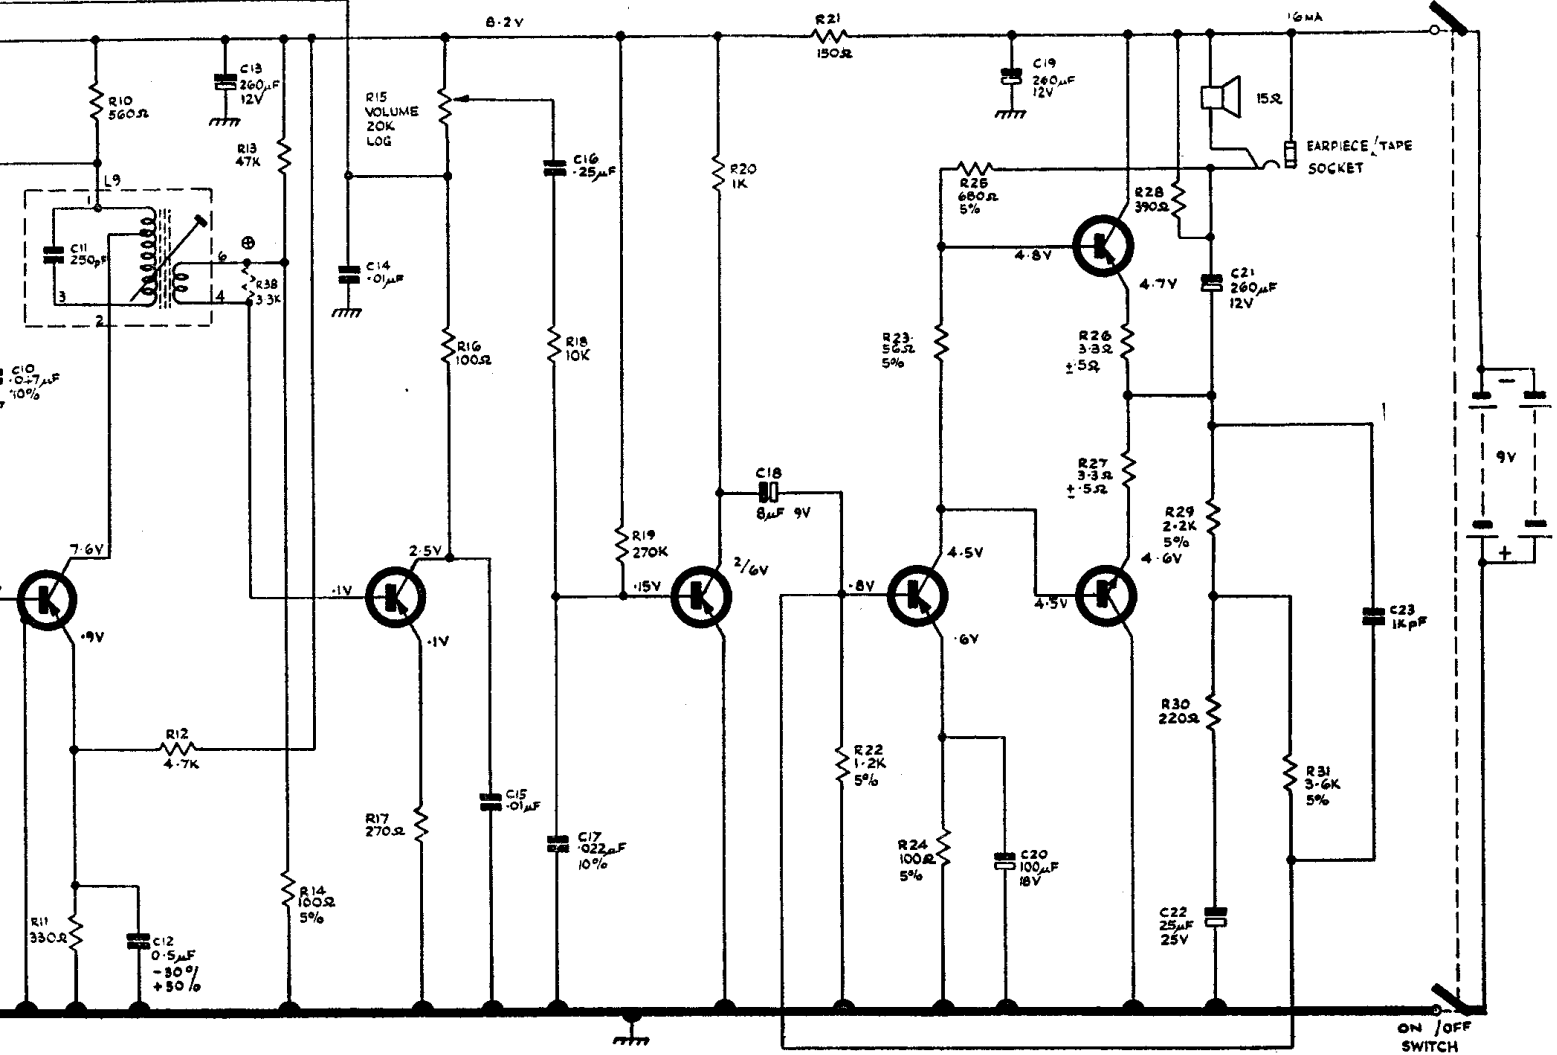 8.2V
R21
150Ω
16MA
C13
260µF
12V
C19
260µF
12V
R10
560Ω
R15
VOLUME
20K
LOG
15Ω
R13
47K
EARPIECE/TAPE
SOCKET
C16
.25µF
R20
1K
L9
R25
680Ω
5%
R28
390Ω
1
C11
250pF
⊕
6
4.8V
4.7V
C21
260µF
12V
C14
.01µF
R38
3.3K
3
4
2
R16
100Ω
R18
10K
R23
56Ω
5%
R26
3.3Ω
±.5Ω
C10
10%
−
9V
+
C18
8µF 9V
R27
3.3Ω
±.5Ω
R29
2.2K
5%
R19
270K
7.6V
2.5V
2/6V
4.5V
4.6V
.1V
.15V
.8V
4.5V
C23
1KpF
.9V
.1V
.6V
R12
4.7K
R30
220Ω
R22
1.2K
5%
R31
3.6K
5%
C15
.01µF
R17
270Ω
C17
.022µF
10%
R24
100Ω
5%
C20
100µF
18V
R14
100Ω
5%
R11
330Ω
C12
0.5µF
-30%
+50%
C22
25µF
25V
ON/OFF
SWITCH